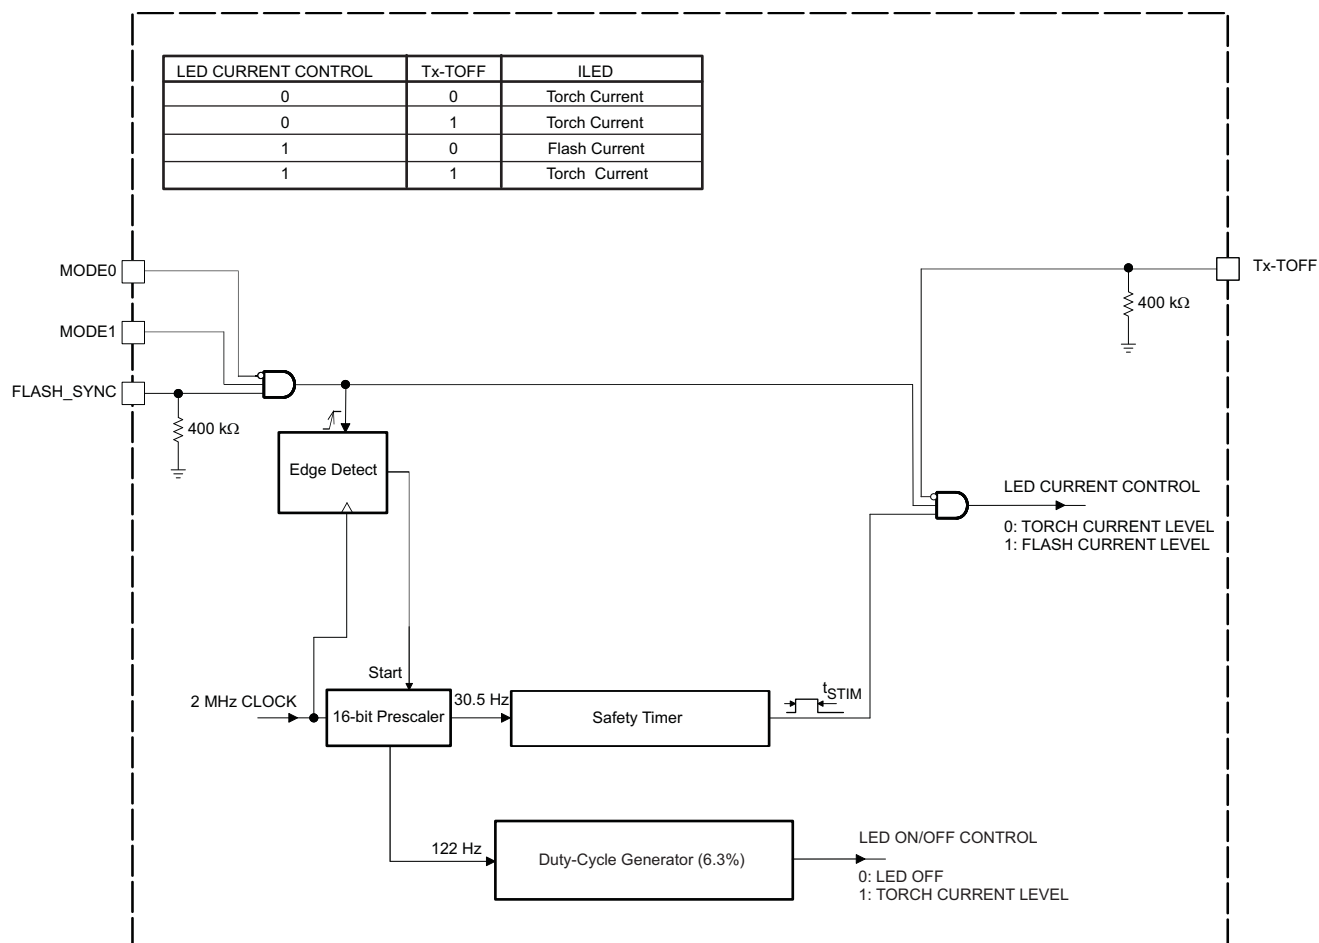 LED CURRENT CONTROL Tx-TOFF ILED
0 0 Torch Current
0 1 Torch Current
1 0 Flash Current
1 1 Torch Current
MODE0
Tx-TOFF
400 kΩ
MODE1
FLASH_SYNC
400 kΩ
Edge Detect
LED CURRENT CONTROL
0: TORCH CURRENT LEVEL
1: FLASH CURRENT LEVEL
Start
2 MHz CLOCK
16-bit Prescaler
30.5 Hz
Safety Timer
tSTIM
122 Hz
Duty-Cycle Generator (6.3%)
LED ON/OFF CONTROL
0: LED OFF
1: TORCH CURRENT LEVEL